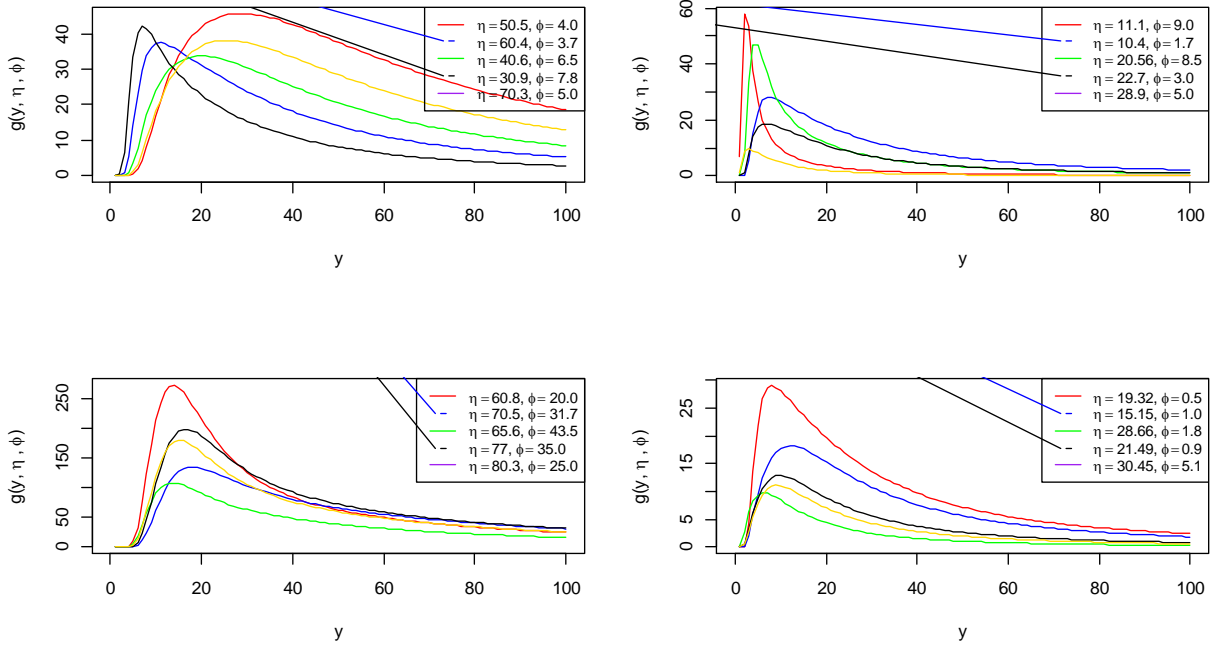 g(y, η, φ)
0 10 20 30 40
0 20 40 60 80 100
y
η = 50.5, φ = 4.0
η = 60.4, φ = 3.7
η = 40.6, φ = 6.5
η = 30.9, φ = 7.8
η = 70.3, φ = 5.0
g(y, η, φ)
0 20 40 60
0 20 40 60 80 100
y
η = 11.1, φ = 9.0
η = 10.4, φ = 1.7
η = 20.56, φ = 8.5
η = 22.7, φ = 3.0
η = 28.9, φ = 5.0
g(y, η, φ)
0 50 150 250
0 20 40 60 80 100
y
η = 60.8, φ = 20.0
η = 70.5, φ = 31.7
η = 65.6, φ = 43.5
η = 77, φ = 35.0
η = 80.3, φ = 25.0
g(y, η, φ)
0 5 15 25
0 20 40 60 80 100
y
η = 19.32, φ = 0.5
η = 15.15, φ = 1.0
η = 28.66, φ = 1.8
η = 21.49, φ = 0.9
η = 30.45, φ = 5.1